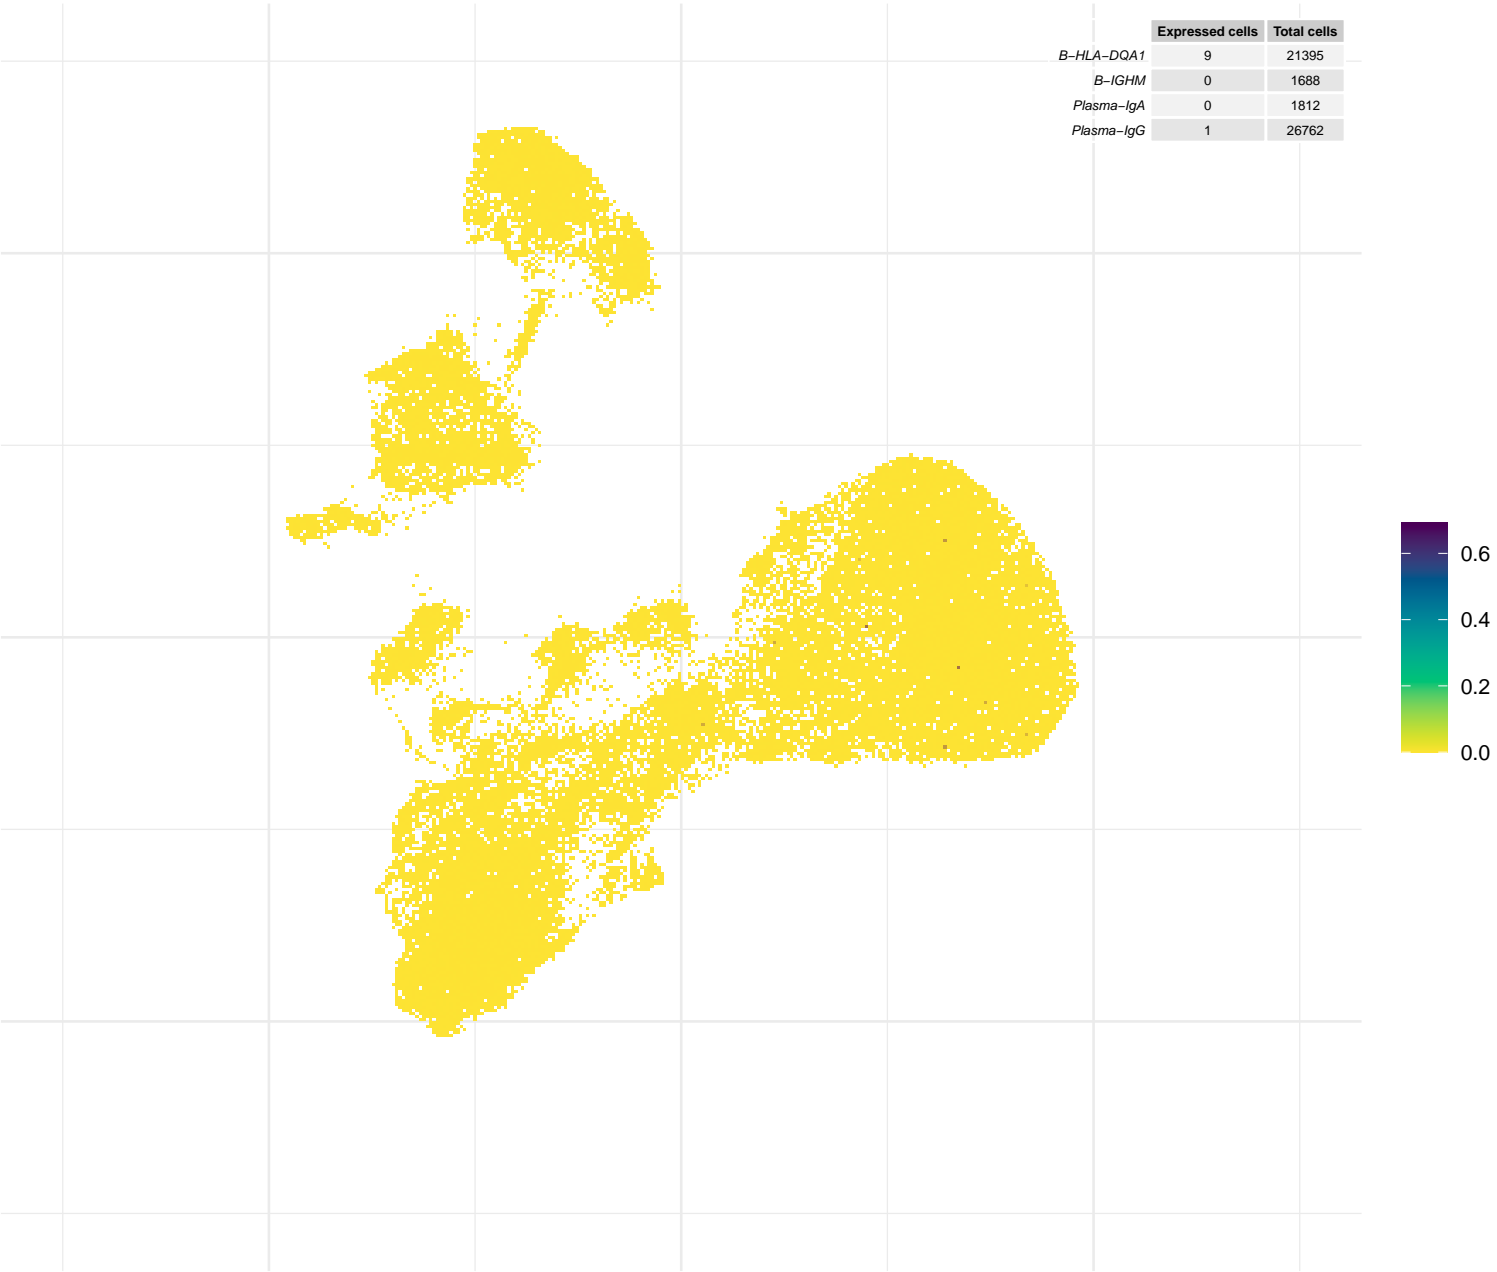 Expressed cells Total cells
B−HLA−DQA1 9 21395
B−IGHM 0 1688
Plasma−IgA 0 1812
Plasma−IgG 1 26762
0.6
0.4
0.2
0.0